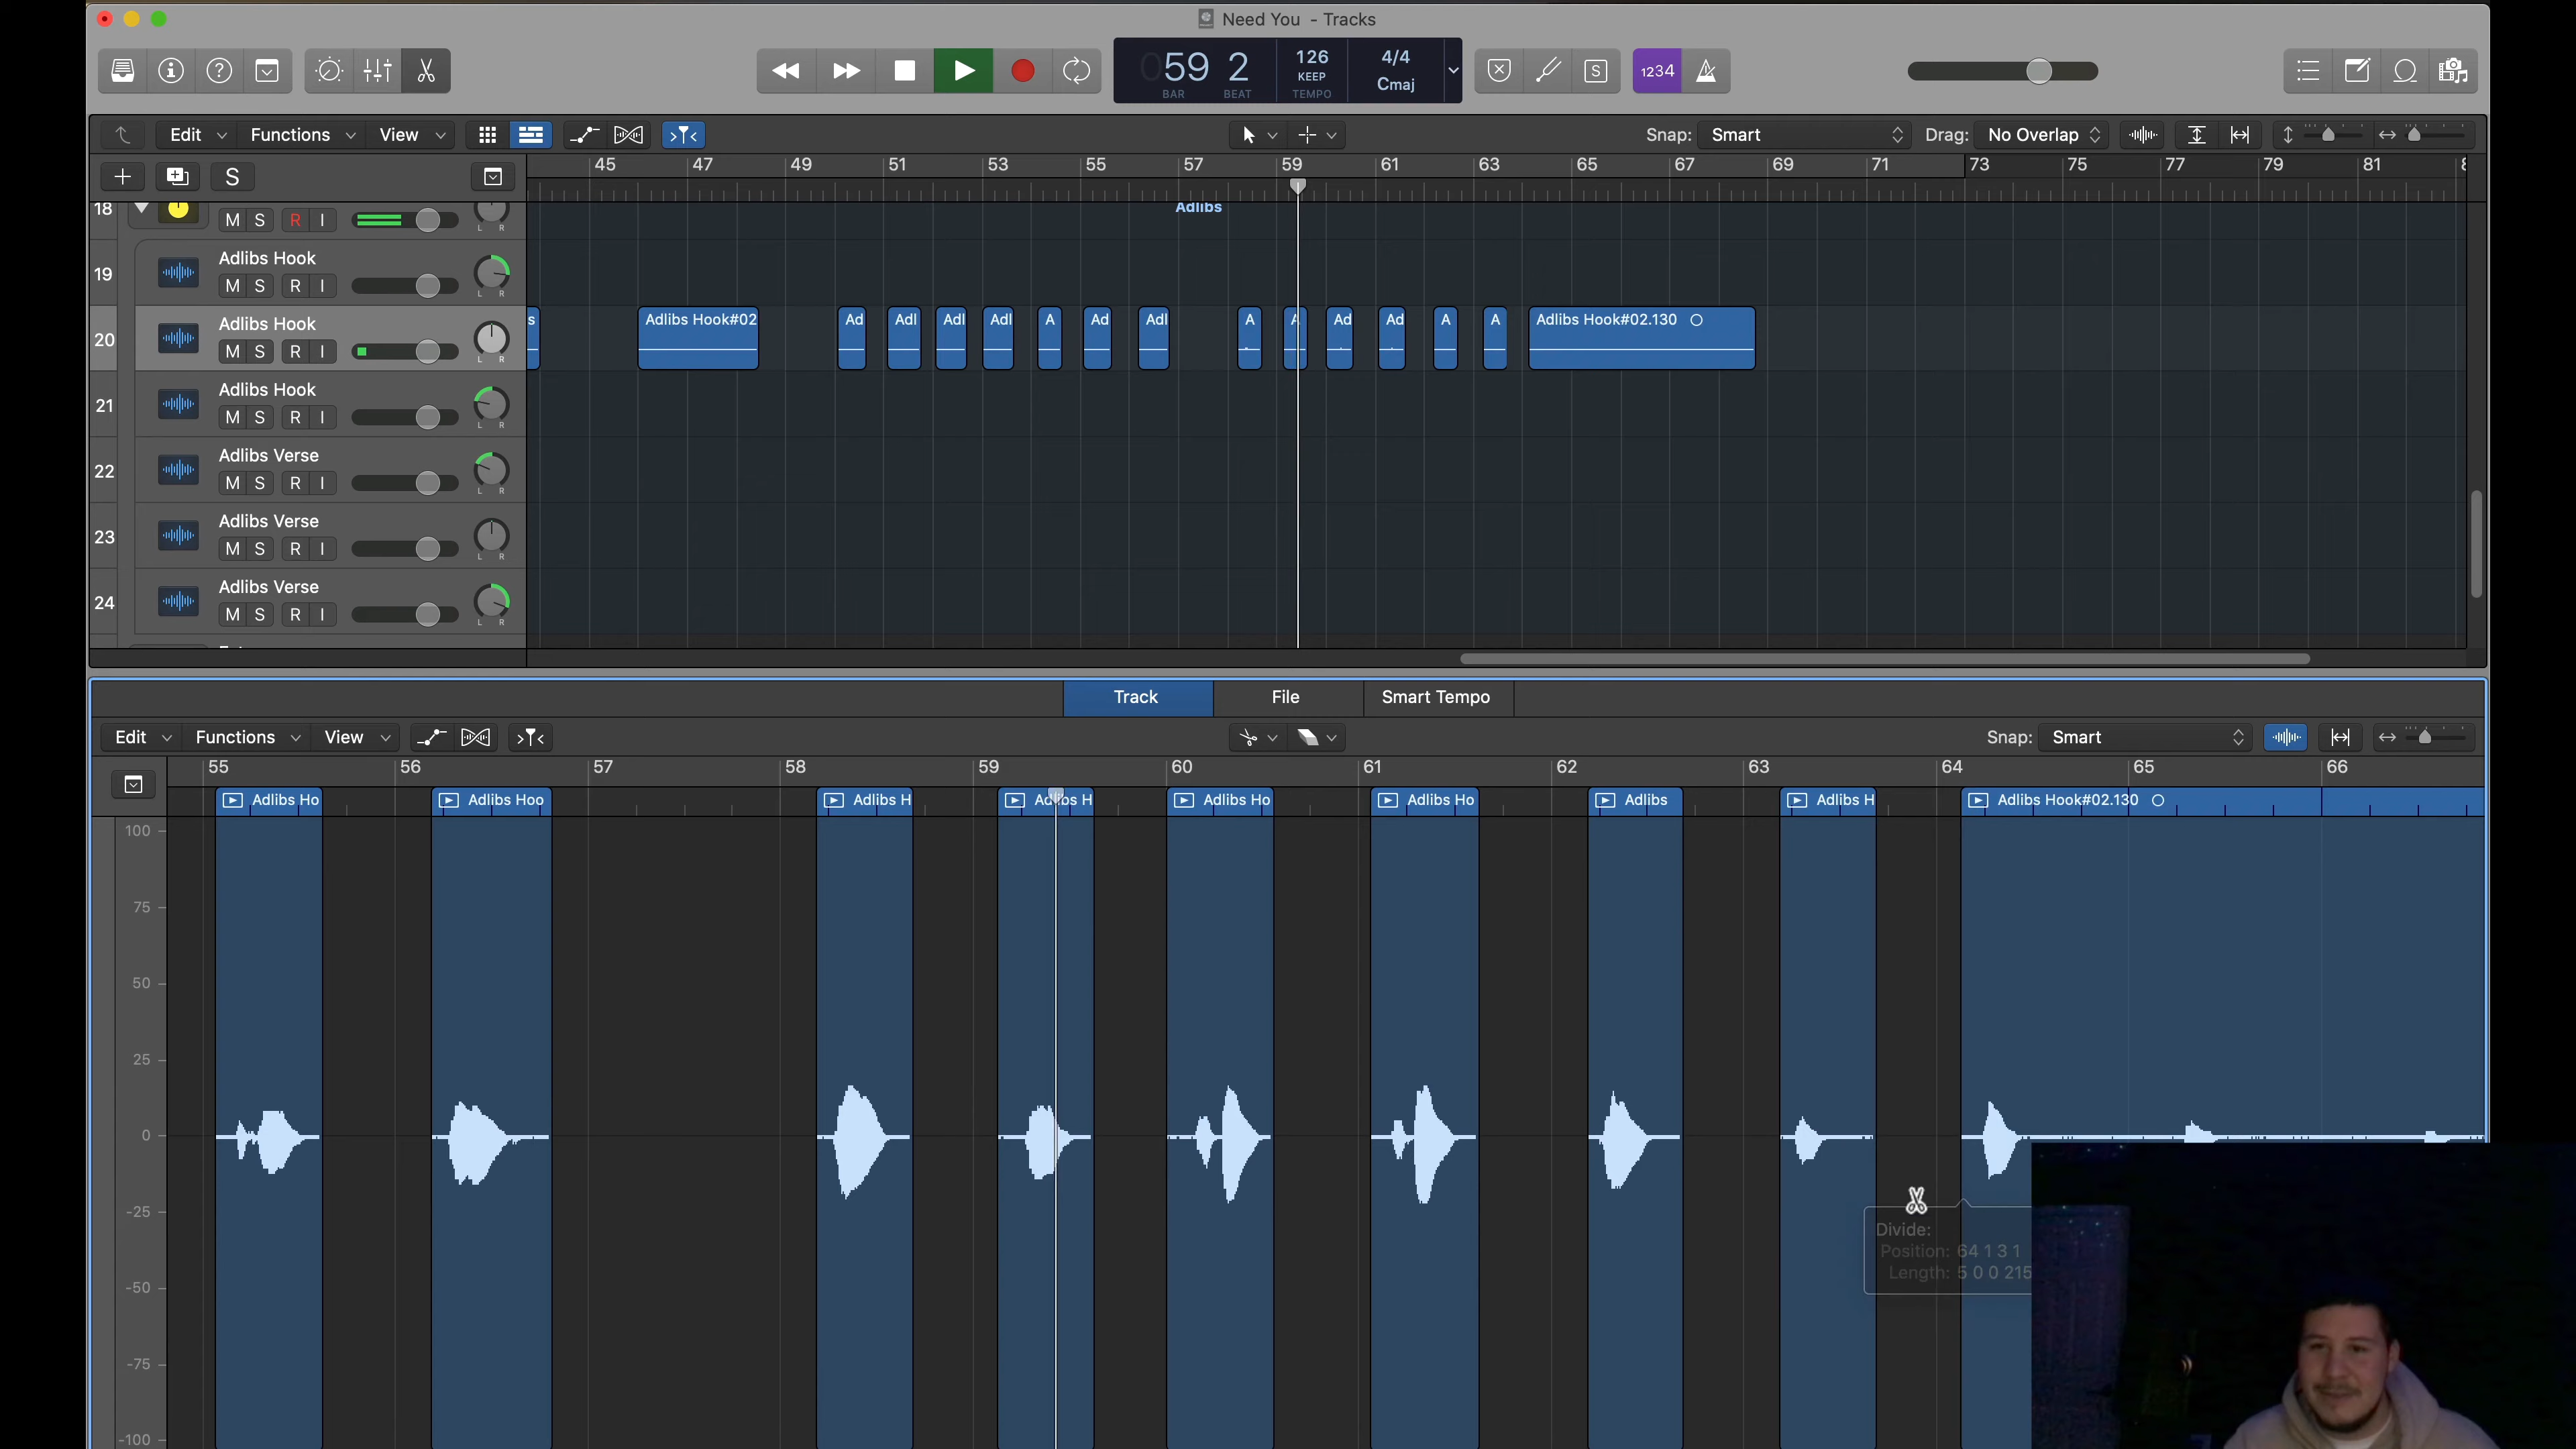 Need You - Tracks
059 2
BAR BEAT
126
KEEP
TEMPO
4/4
Cmaj
S
1234
Edit Functions View
Snap: Smart Drag: No Overlap
S
45 47 49 51 53 55 57 59 61 63 65 67 69 71 73 75 77 79 81 8
18 M S R I L R
Adlibs
19 Adlibs Hook
M S R I L R
20 Adlibs Hook
M S R I L R
s Adlibs Hook#02 Ad Adl Adl Adl A Ad Adl A A Ad Ad A A Adlibs Hook#02.130
21 Adlibs Hook
M S R I L R
22 Adlibs Verse
M S R I L R
23 Adlibs Verse
M S R I L R
24 Adlibs Verse
M S R I L R
Track File Smart Tempo
Edit Functions View
Snap: Smart
55 56 57 58 59 60 61 62 63 64 65 66
Adlibs Ho Adlibs Hoo Adlibs H Adlibs H Adlibs Ho Adlibs Ho Adlibs Adlibs H Adlibs Hook#02.130
100
75
50
25
0
-25
-50
-75
-100
Divide:
Position: 64 1 3 1
Length: 5 0 0 215